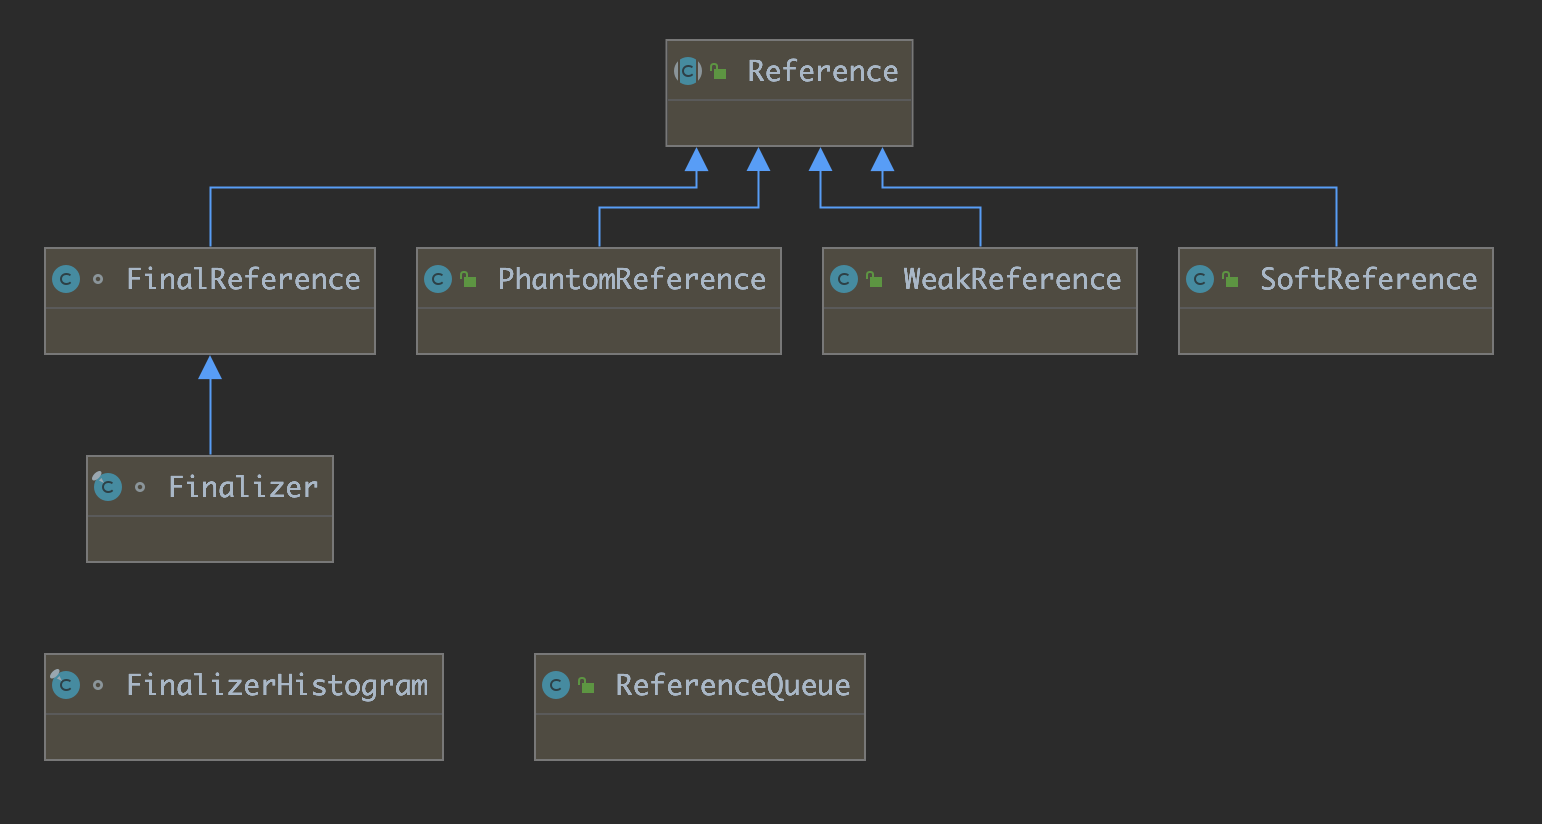 Reference
FinalReference
PhantomReference
WeakReference
SoftReference
Finalizer
FinalizerHistogram
ReferenceQueue